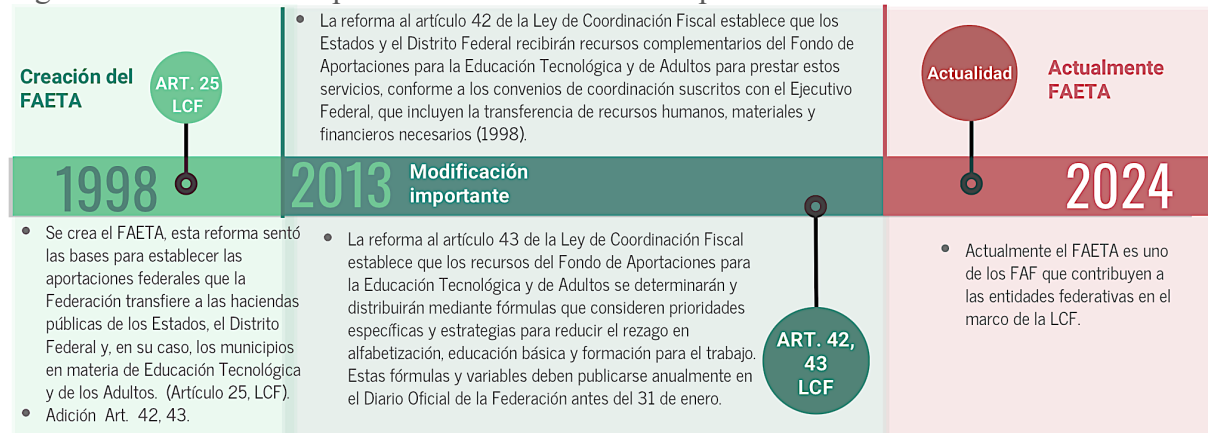 Creación del
FAETA
ART. 25
LCF
1998
• Se crea el FAETA, esta reforma sentó
las bases para establecer las
aportaciones federales que la
Federación transfiere a las haciendas
públicas de los Estados, el Distrito
Federal y, en su caso, los municipios
en materia de Educación Tecnológica
y de los Adultos. (Artículo 25, LCF).
• Adición Art. 42, 43.
• La reforma al artículo 42 de la Ley de Coordinación Fiscal establece que los
Estados y el Distrito Federal recibirán recursos complementarios del Fondo de
Aportaciones para la Educación Tecnológica y de Adultos para prestar estos
servicios, conforme a los convenios de coordinación suscritos con el Ejecutivo
Federal, que incluyen la transferencia de recursos humanos, materiales y
financieros necesarios (1998).
2013
Modificación
importante
• La reforma al artículo 43 de la Ley de Coordinación Fiscal
establece que los recursos del Fondo de Aportaciones para
la Educación Tecnológica y de Adultos se determinarán y
distribuirán mediante fórmulas que consideren prioridades
específicas y estrategias para reducir el rezago en
alfabetización, educación básica y formación para el trabajo.
Estas fórmulas y variables deben publicarse anualmente en
el Diario Oficial de la Federación antes del 31 de enero.
ART. 42,
43
LCF
Actualidad
Actualmente
FAETA
2024
• Actualmente el FAETA es uno
de los FAF que contribuyen a
las entidades federativas en el
marco de la LCF.